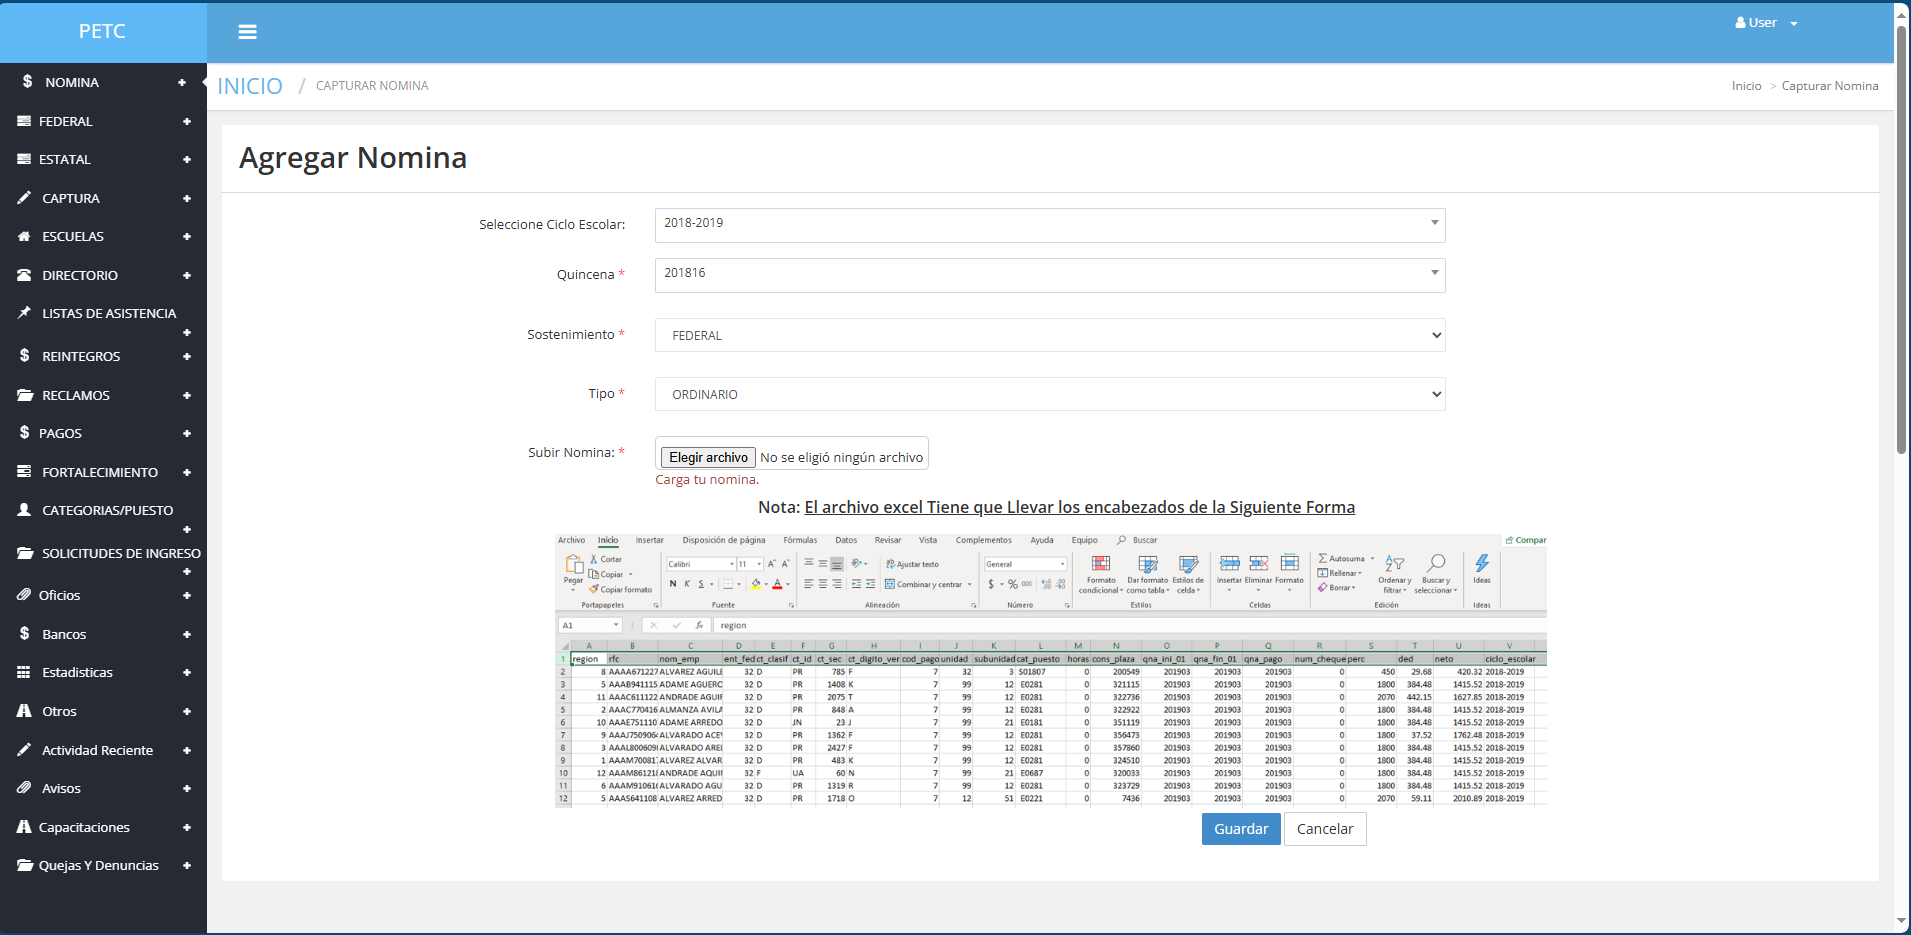 PETC
User
NOMINA
FEDERAL
ESTATAL
CAPTURA
ESCUELAS
DIRECTORIO
LISTAS DE ASISTENCIA
REINTEGROS
RECLAMOS
PAGOS
FORTALECIMIENTO
CATEGORIAS/PUESTO
SOLICITUDES DE INGRESO
Oficios
Bancos
Estadisticas
Otros
Actividad Reciente
Avisos
Capacitaciones
Quejas Y Denuncias
INICIO / CAPTURAR NOMINA
Inicio > Capturar Nomina
Agregar Nomina
Seleccione Ciclo Escolar: 2018-2019
Quincena * 201816
Sostenimiento * FEDERAL
Tipo * ORDINARIO
Subir Nomina: * Elegir archivo No se eligió ningún archivo
Carga tu nomina.
Nota: El archivo excel Tiene que Llevar los encabezados de la Siguiente Forma
Archivo Inicio Insertar Disposición de página Fórmulas Datos Revisar Vista Complementos Ayuda Equipo Buscar Compar
Pegar Cortar Copiar Copiar formato
Calibri 11 N K S
Ajustar texto Combinar y centrar
General $ % 000
Formato condicional Dar formato como tabla Estilos de celda
Insertar Eliminar Formato
Autosuma Rellenar Borrar
Ordenar y filtrar Buscar y seleccionar Ideas
Portapapeles Fuente Alineación Número Estilos Celdas Edición Ideas
A1 fx region
A B C D E F G H I J K L M N O P Q R S T U V
1 region rfc nom_emp ent_fed ct_clasif ct_id ct_sec ct_digito_ver cod_pago unidad subunidad cat_puesto horas cons_plaza qna_ini_01 qna_fin_01 qna_pago num_cheque perc ded neto ciclo_escolar
2 8 AAAA671227 ALVAREZ AGUILE 32 D PR 785 F 7 32 3 S01807 0 200549 201903 201903 201903 0 450 29.68 420.32 2018-2019
3 5 AAAB941115 ADAME AGUERO 32 D PR 1408 K 7 99 12 E0281 0 321115 201903 201903 201903 0 1800 384.48 1415.52 2018-2019
4 11 AAAC611122 ANDRADE AGUIF 32 D PR 2075 T 7 99 12 E0281 0 322736 201903 201903 201903 0 2070 442.15 1627.85 2018-2019
5 2 AAAC770416 ALMANZA AVILA 32 D PR 848 A 7 99 12 E0281 0 322922 201903 201903 201903 0 1800 384.48 1415.52 2018-2019
6 10 AAAE751110 ADAME ARREDO 32 D JN 23 J 7 99 21 E0181 0 351119 201903 201903 201903 0 1800 384.48 1415.52 2018-2019
7 9 AAAJ750906 ALVARADO ACEV 32 D PR 1362 F 7 99 12 E0281 0 356473 201903 201903 201903 0 1800 37.52 1762.48 2018-2019
8 3 AAAL800609 ALVARADO AREL 32 D PR 2427 F 7 99 12 E0281 0 357860 201903 201903 201903 0 1800 384.48 1415.52 2018-2019
9 1 AAAM70081 ALVAREZ ALVAR 32 D PR 483 K 7 99 12 E0281 0 324510 201903 201903 201903 0 1800 384.48 1415.52 2018-2019
10 12 AAAM86121 ANDRADE AQUI 32 F UA 60 N 7 99 21 E0687 0 320033 201903 201903 201903 0 1800 384.48 1415.52 2018-2019
11 6 AAAM91061 ALVARADO AGU 32 D PR 1319 R 7 99 12 E0281 0 323729 201903 201903 201903 0 1800 384.48 1415.52 2018-2019
12 5 AAAS641108 ALVAREZ ARRED 32 D PR 1718 O 7 12 51 E0221 0 7436 201903 201903 201903 0 2070 59.11 2010.89 2018-2019
Guardar Cancelar